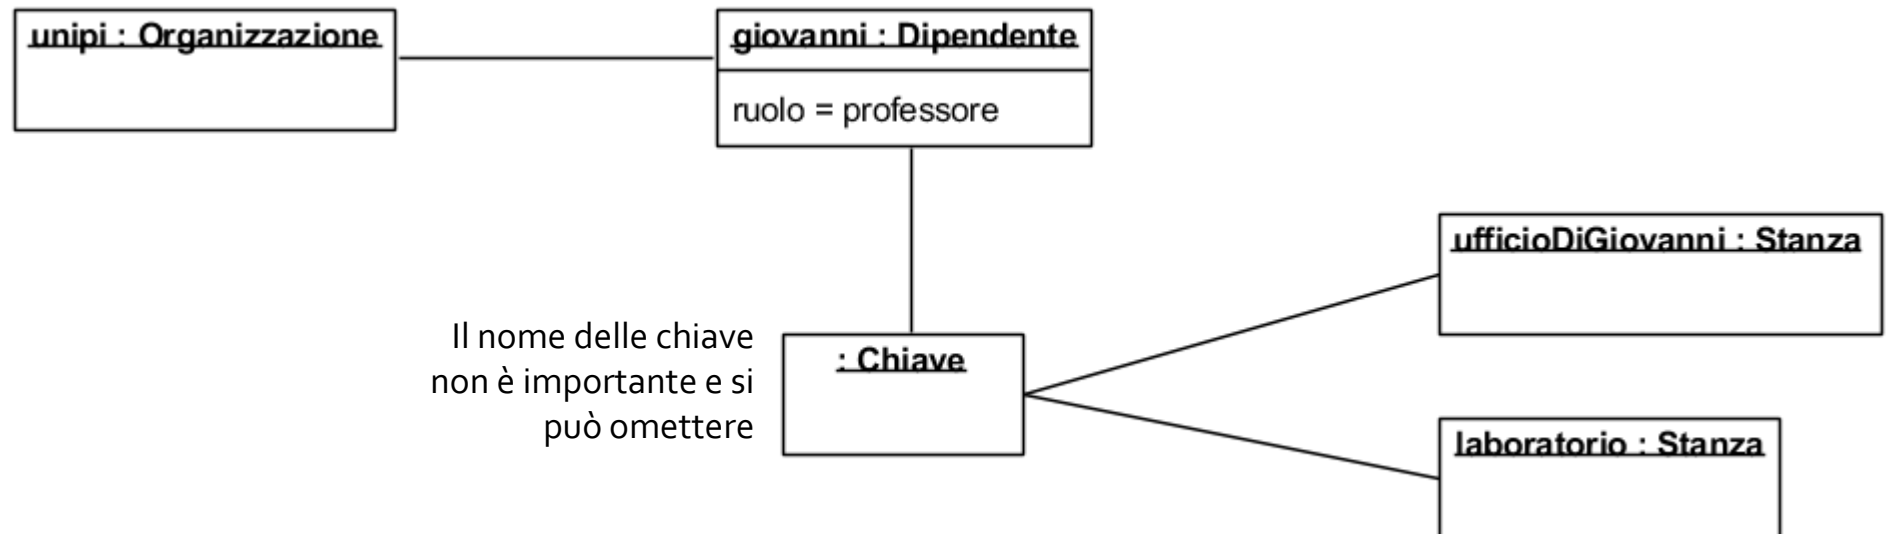 unipi : Organizzazione
giovanni : Dipendente
ruolo = professore
ufficioDiGiovanni : Stanza
Il nome delle chiave
non è importante e si
può omettere
: Chiave
laboratorio : Stanza